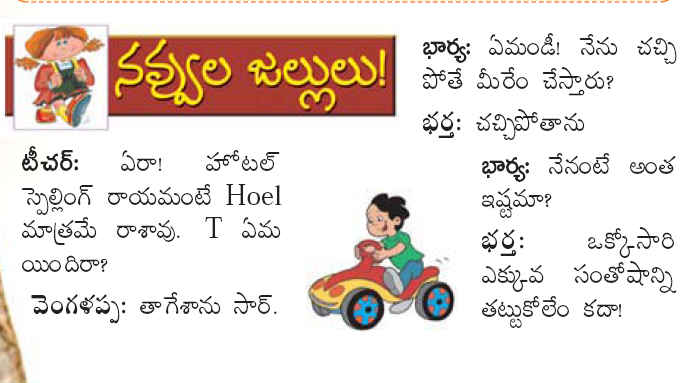 నవ్వుల జల్లులు!
టీచర్: ఏరా! హోటల్
స్పెల్లింగ్ రాయమంటే Hoel
మాత్రమే రాశావు. T ఏమ
యిందిరా?
వెంగళప్ప: తాగేశాను సార్.
భార్య: ఏమండీ! నేను చచ్చి
పోతే మీరేం చేస్తారు?
భర్త: చచ్చిపోతాను
భార్య: నేనంటే అంత
ఇష్టమా?
భర్త: ఒక్కోసారి
ఎక్కువ సంతోషాన్ని
తట్టుకోలేం కదా!